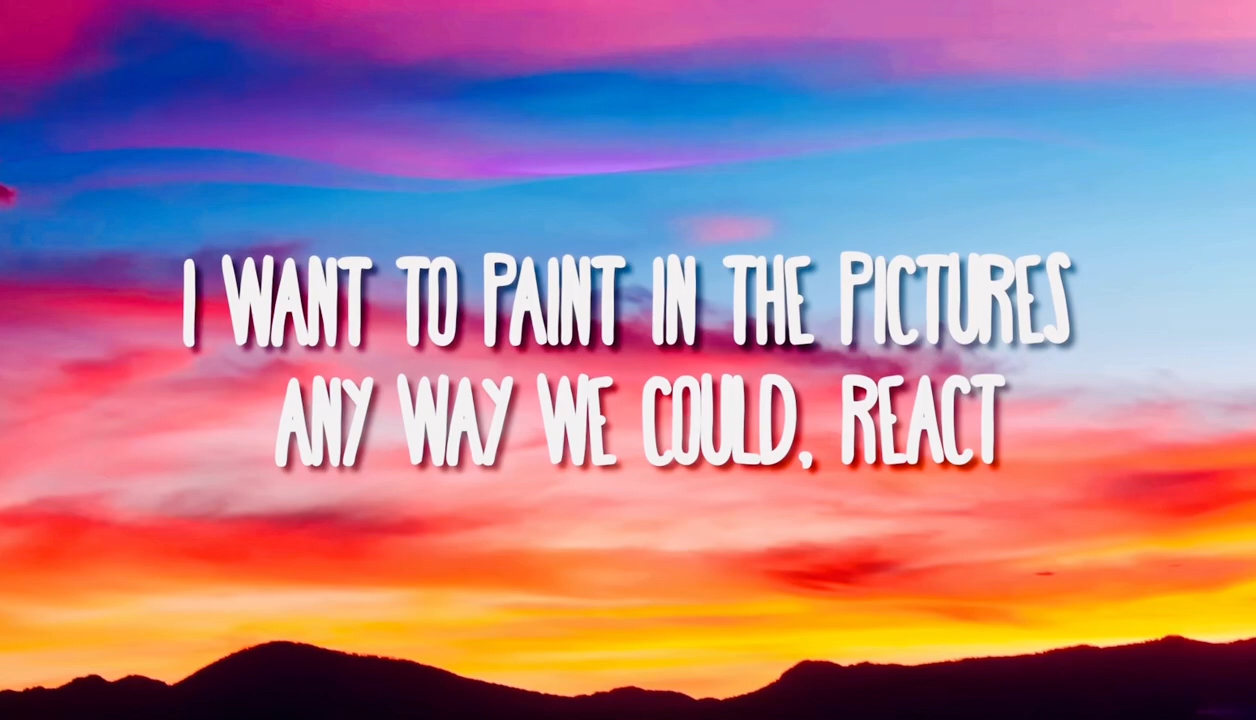 I WANT TO PAINT IN THE PICTURES
ANY WAY WE COULD, REACT